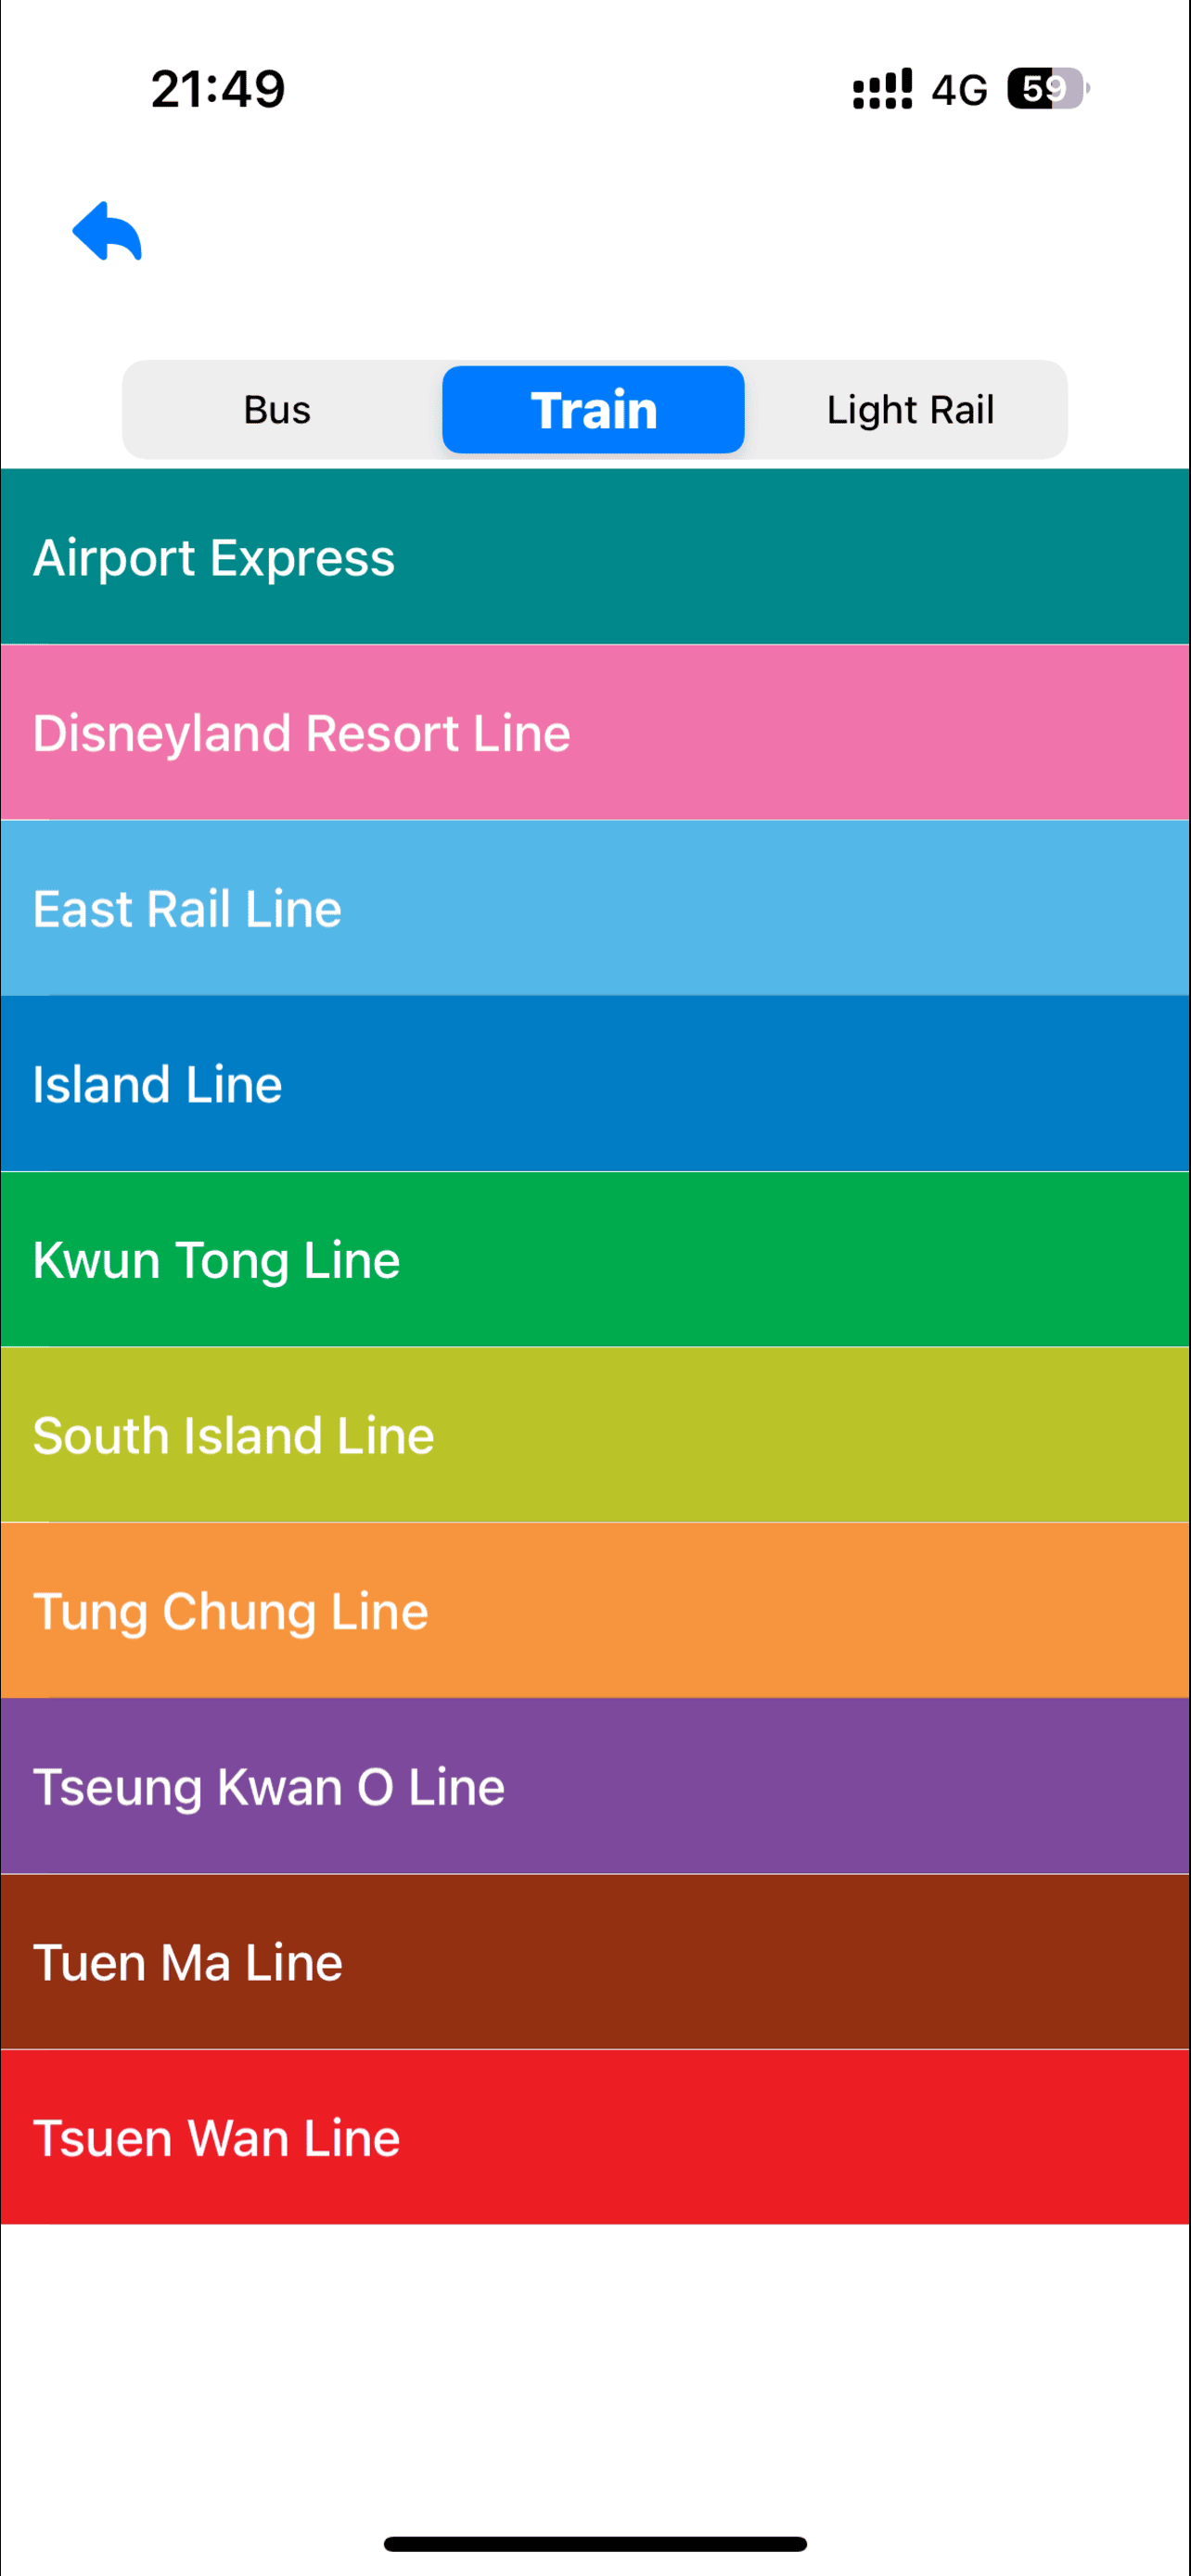 21:49 4G 59
Bus Train Light Rail
Airport Express
Disneyland Resort Line
East Rail Line
Island Line
Kwun Tong Line
South Island Line
Tung Chung Line
Tseung Kwan O Line
Tuen Ma Line
Tsuen Wan Line